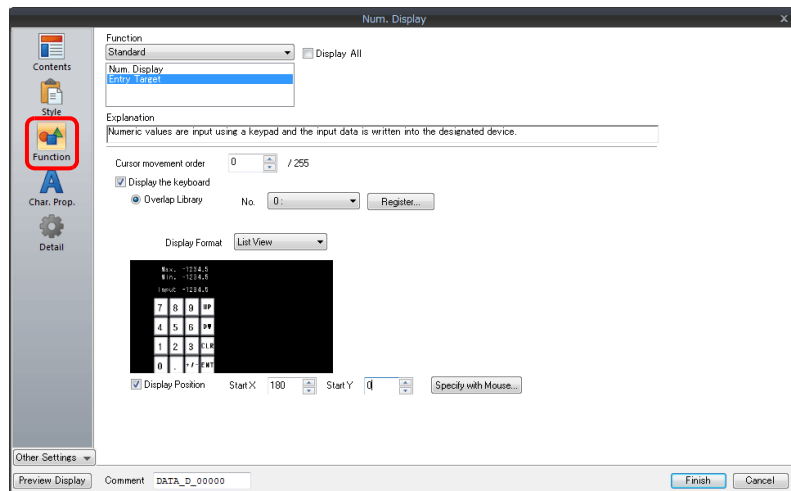 Num. Display
x
Contents
Style
Function
Char. Prop.
Detail
Other Settings
Preview Display
Function
Standard
Display All
Num. Display
Entry Target
Explanation
Numeric values are input using a keypad and the input data is written into the designated device.
Cursor movement order 0 / 255
Display the keyboard
Overlap Library No. 0 : Register...
Display Format List View
Max. -1234.5
Min. -1234.5
Input -1234.5
7 8 9 UP
4 5 6 DW
1 2 3 CLR
0 . +/- ENT
Display Position Start X 180 Start Y 0 Specify with Mouse...
Comment DATA_D_00000
Finish Cancel